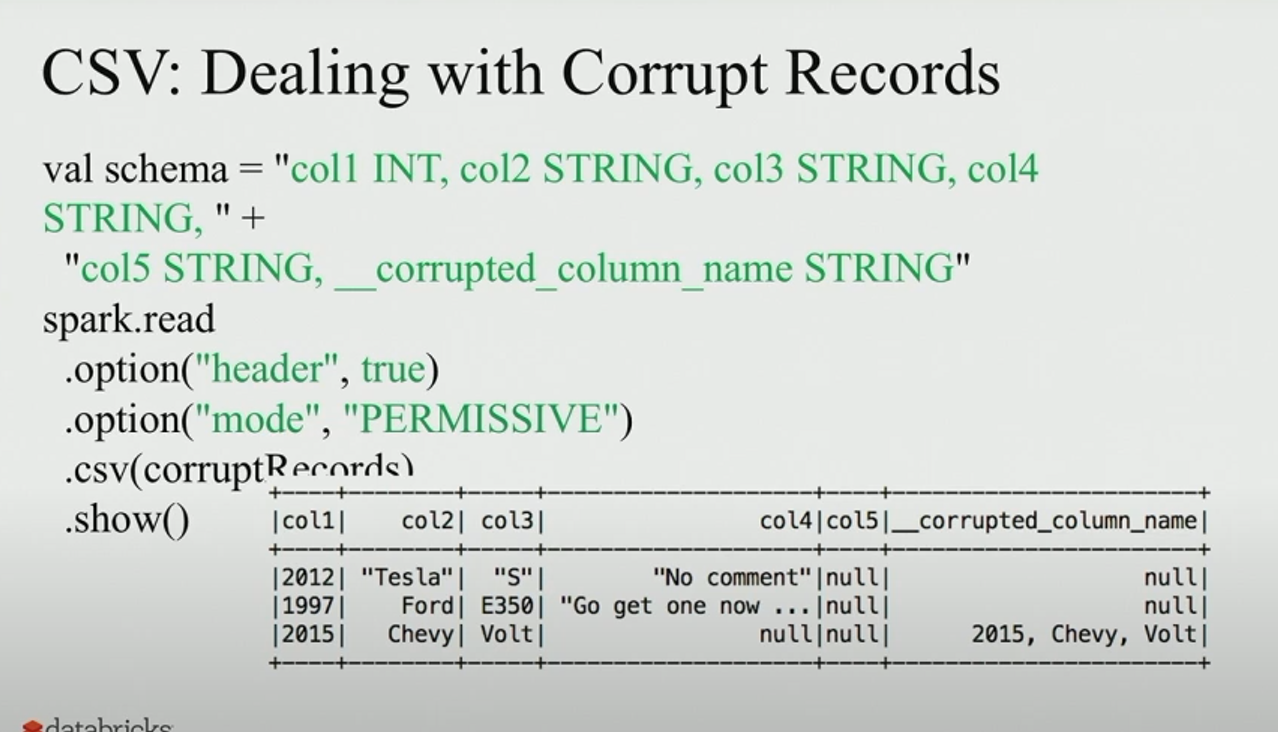 CSV: Dealing with Corrupt Records
val schema = "col1 INT, col2 STRING, col3 STRING, col4
STRING, " +
"col5 STRING, __corrupted_column_name STRING"
spark.read
.option("header", true)
.option("mode", "PERMISSIVE")
.csv(corruptRecords)
.show()
+----+--------+-----+--------------------+----+------------------------+
|col1| col2| col3| col4|col5|__corrupted_column_name|
+----+--------+-----+--------------------+----+------------------------+
|2012| "Tesla"| "S"| "No comment"|null| null|
|1997| Ford| E350| "Go get one now ...|null| null|
|2015| Chevy| Volt| null|null| 2015, Chevy, Volt|
+----+--------+-----+--------------------+----+------------------------+
databricks